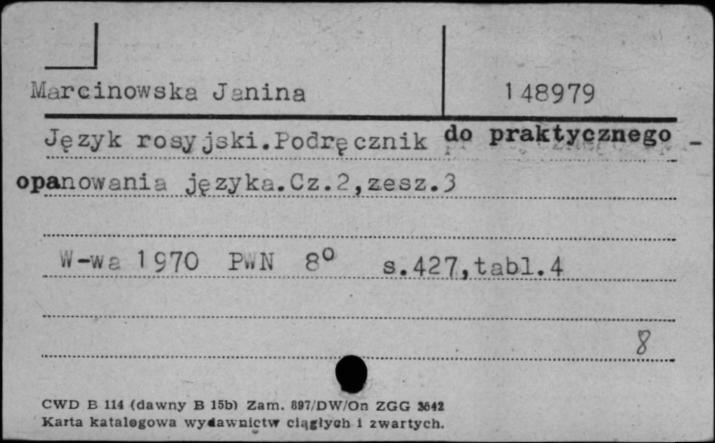 Marcinowska Janina 148979
Język rosyjski.Podręcznik do praktycznego -
opanowania języka.Cz.2,zesz.3
W-wa 1970 PWN 8° s.427,tabl.4
8
CWD B 114 (dawny B 15b) Zam. 897/DW/On ZGG 3642
Karta katalogowa wydawnictw ciągłych i zwartych.